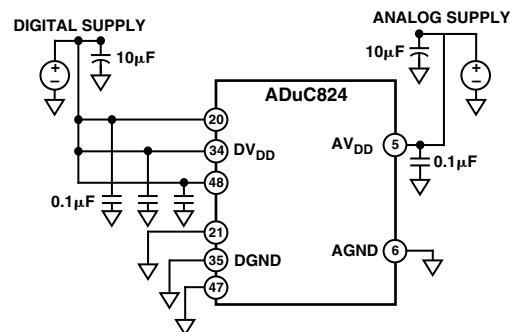 DIGITAL SUPPLY
ANALOG SUPPLY
+
–
10μF
10μF
+
–
ADuC824
20
34
DVDD
48
AVDD
5
0.1μF
0.1μF
21
35
DGND
47
AGND
6